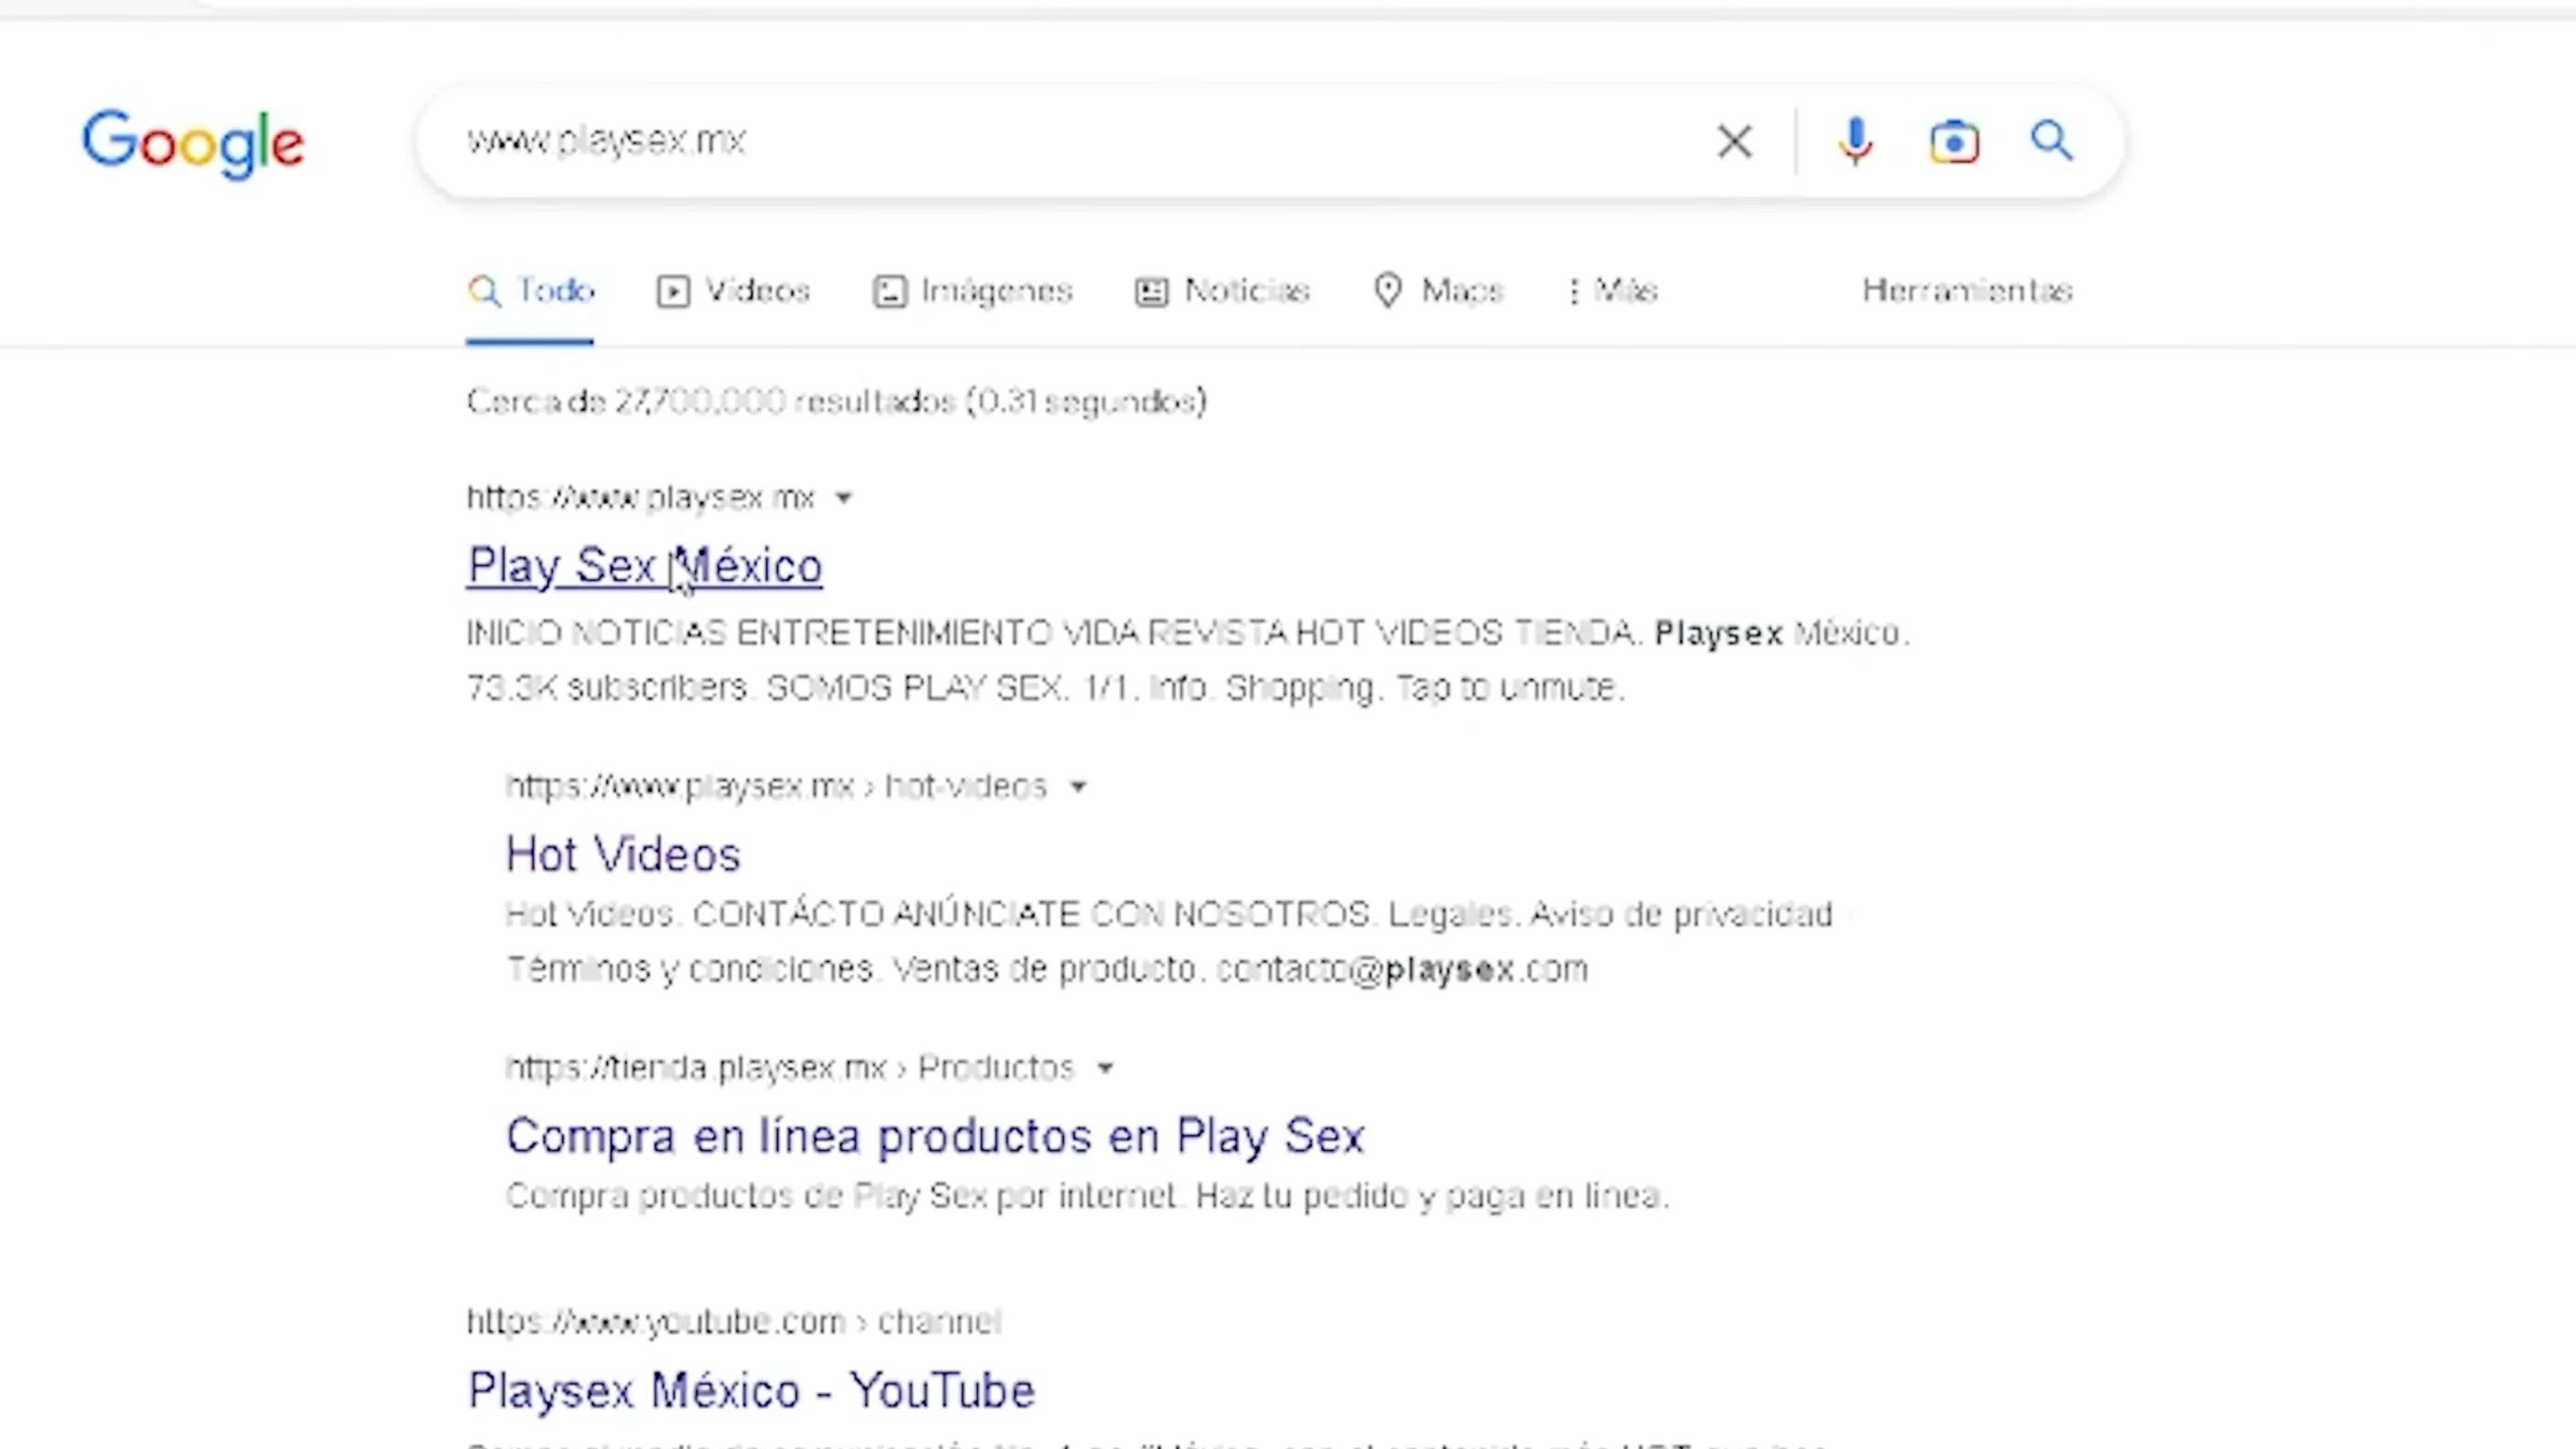 Google
www.playsex.mx
Todo Videos Imágenes Noticias Maps Más Herramientas
Cerca de 27,700,000 resultados (0.31 segundos)
https://www.playsex.mx
Play Sex México
INICIO NOTICIAS ENTRETENIMIENTO VIDA REVISTA HOT VIDEOS TIENDA. Playsex México.
73.3K subscribers. SOMOS PLAY SEX. 1/1. Info. Shopping. Tap to unmute.
https://www.playsex.mx › hot-videos
Hot Videos
Hot Videos. CONTÁCTO ANÚNCIATE CON NOSOTROS. Legales. Aviso de privacidad ·
Términos y condiciones. Ventas de producto. contacto@playsex.com
https://tienda.playsex.mx › Productos
Compra en línea productos en Play Sex
Compra productos de Play Sex por internet. Haz tu pedido y paga en línea.
https://www.youtube.com › channel
Playsex México - YouTube